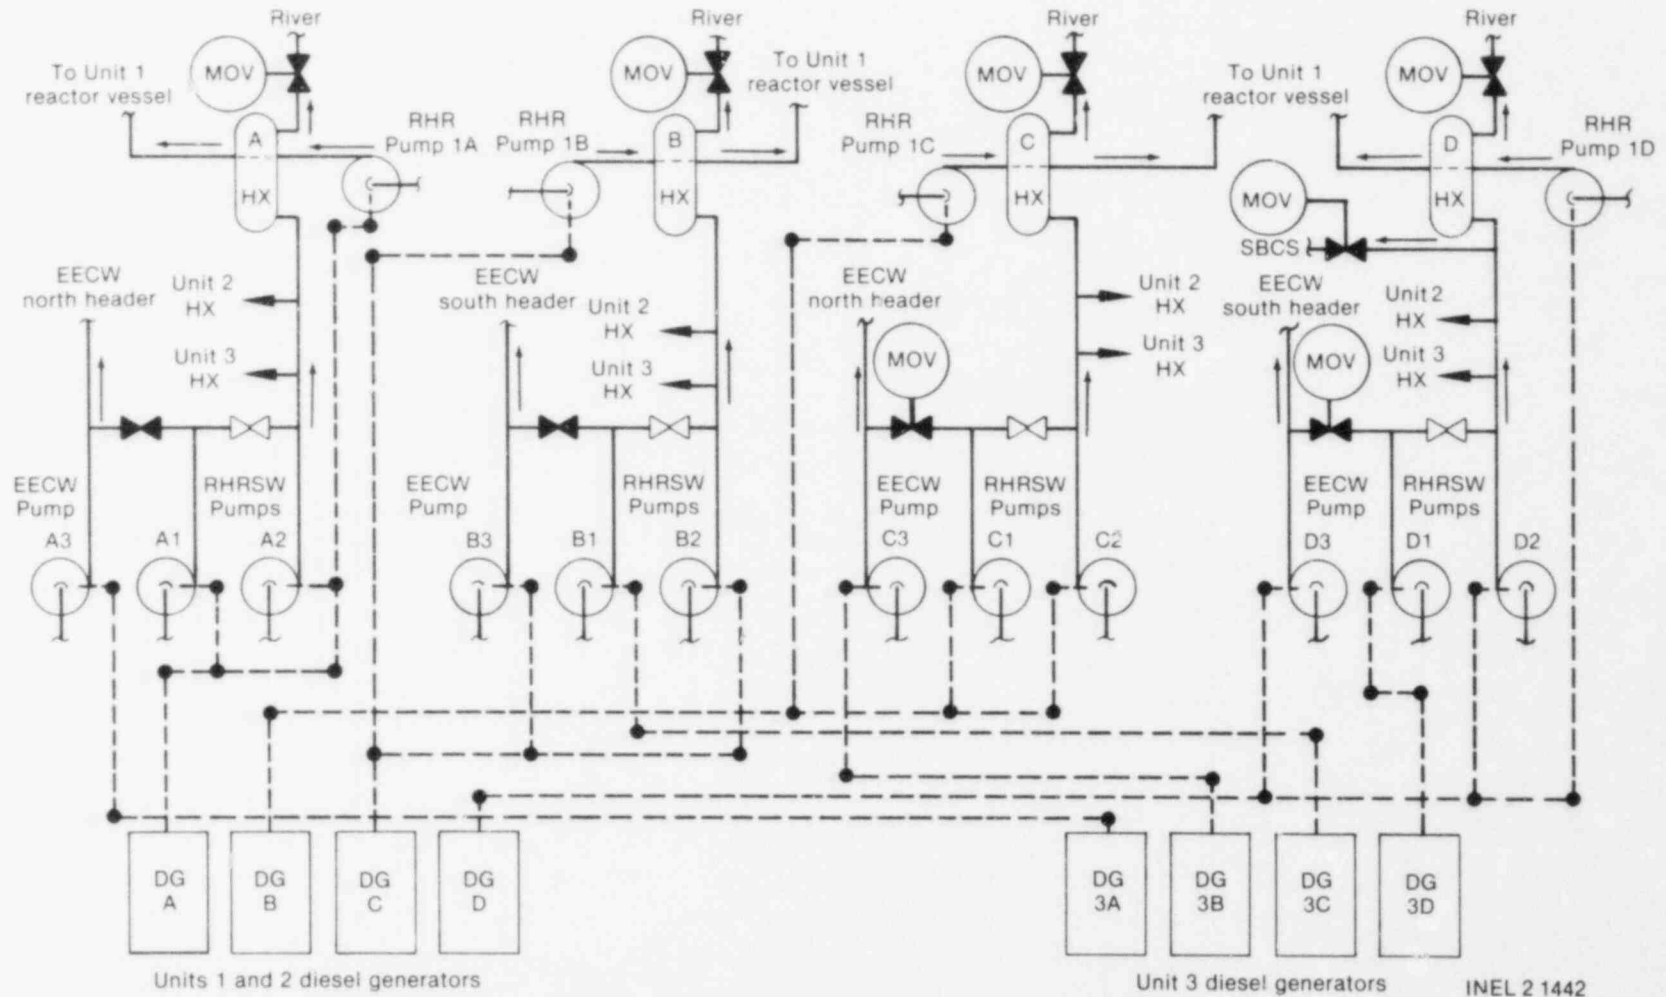 River
River
River
River
MOV
MOV
MOV
MOV
To Unit 1
reactor vessel
To Unit 1
reactor vessel
To Unit 1
reactor vessel
RHR
Pump 1A
RHR
Pump 1B
RHR
Pump 1C
RHR
Pump 1D
A
HX
B
HX
C
HX
D
HX
MOV
SBCS
EECW
north header
Unit 2
HX
Unit 3
HX
EECW
south header
Unit 2
HX
Unit 3
HX
EECW
north header
MOV
Unit 2
HX
Unit 3
HX
EECW
south header
MOV
Unit 2
HX
Unit 3
HX
EECW
Pump
RHRSW
Pumps
EECW
Pump
RHRSW
Pumps
EECW
Pump
RHRSW
Pumps
EECW
Pump
RHRSW
Pumps
A3
A1
A2
B3
B1
B2
C3
C1
C2
D3
D1
D2
DG
A
DG
B
DG
C
DG
D
DG
3A
DG
3B
DG
3C
DG
3D
Units 1 and 2 diesel generators
Unit 3 diesel generators
INEL 2 1442